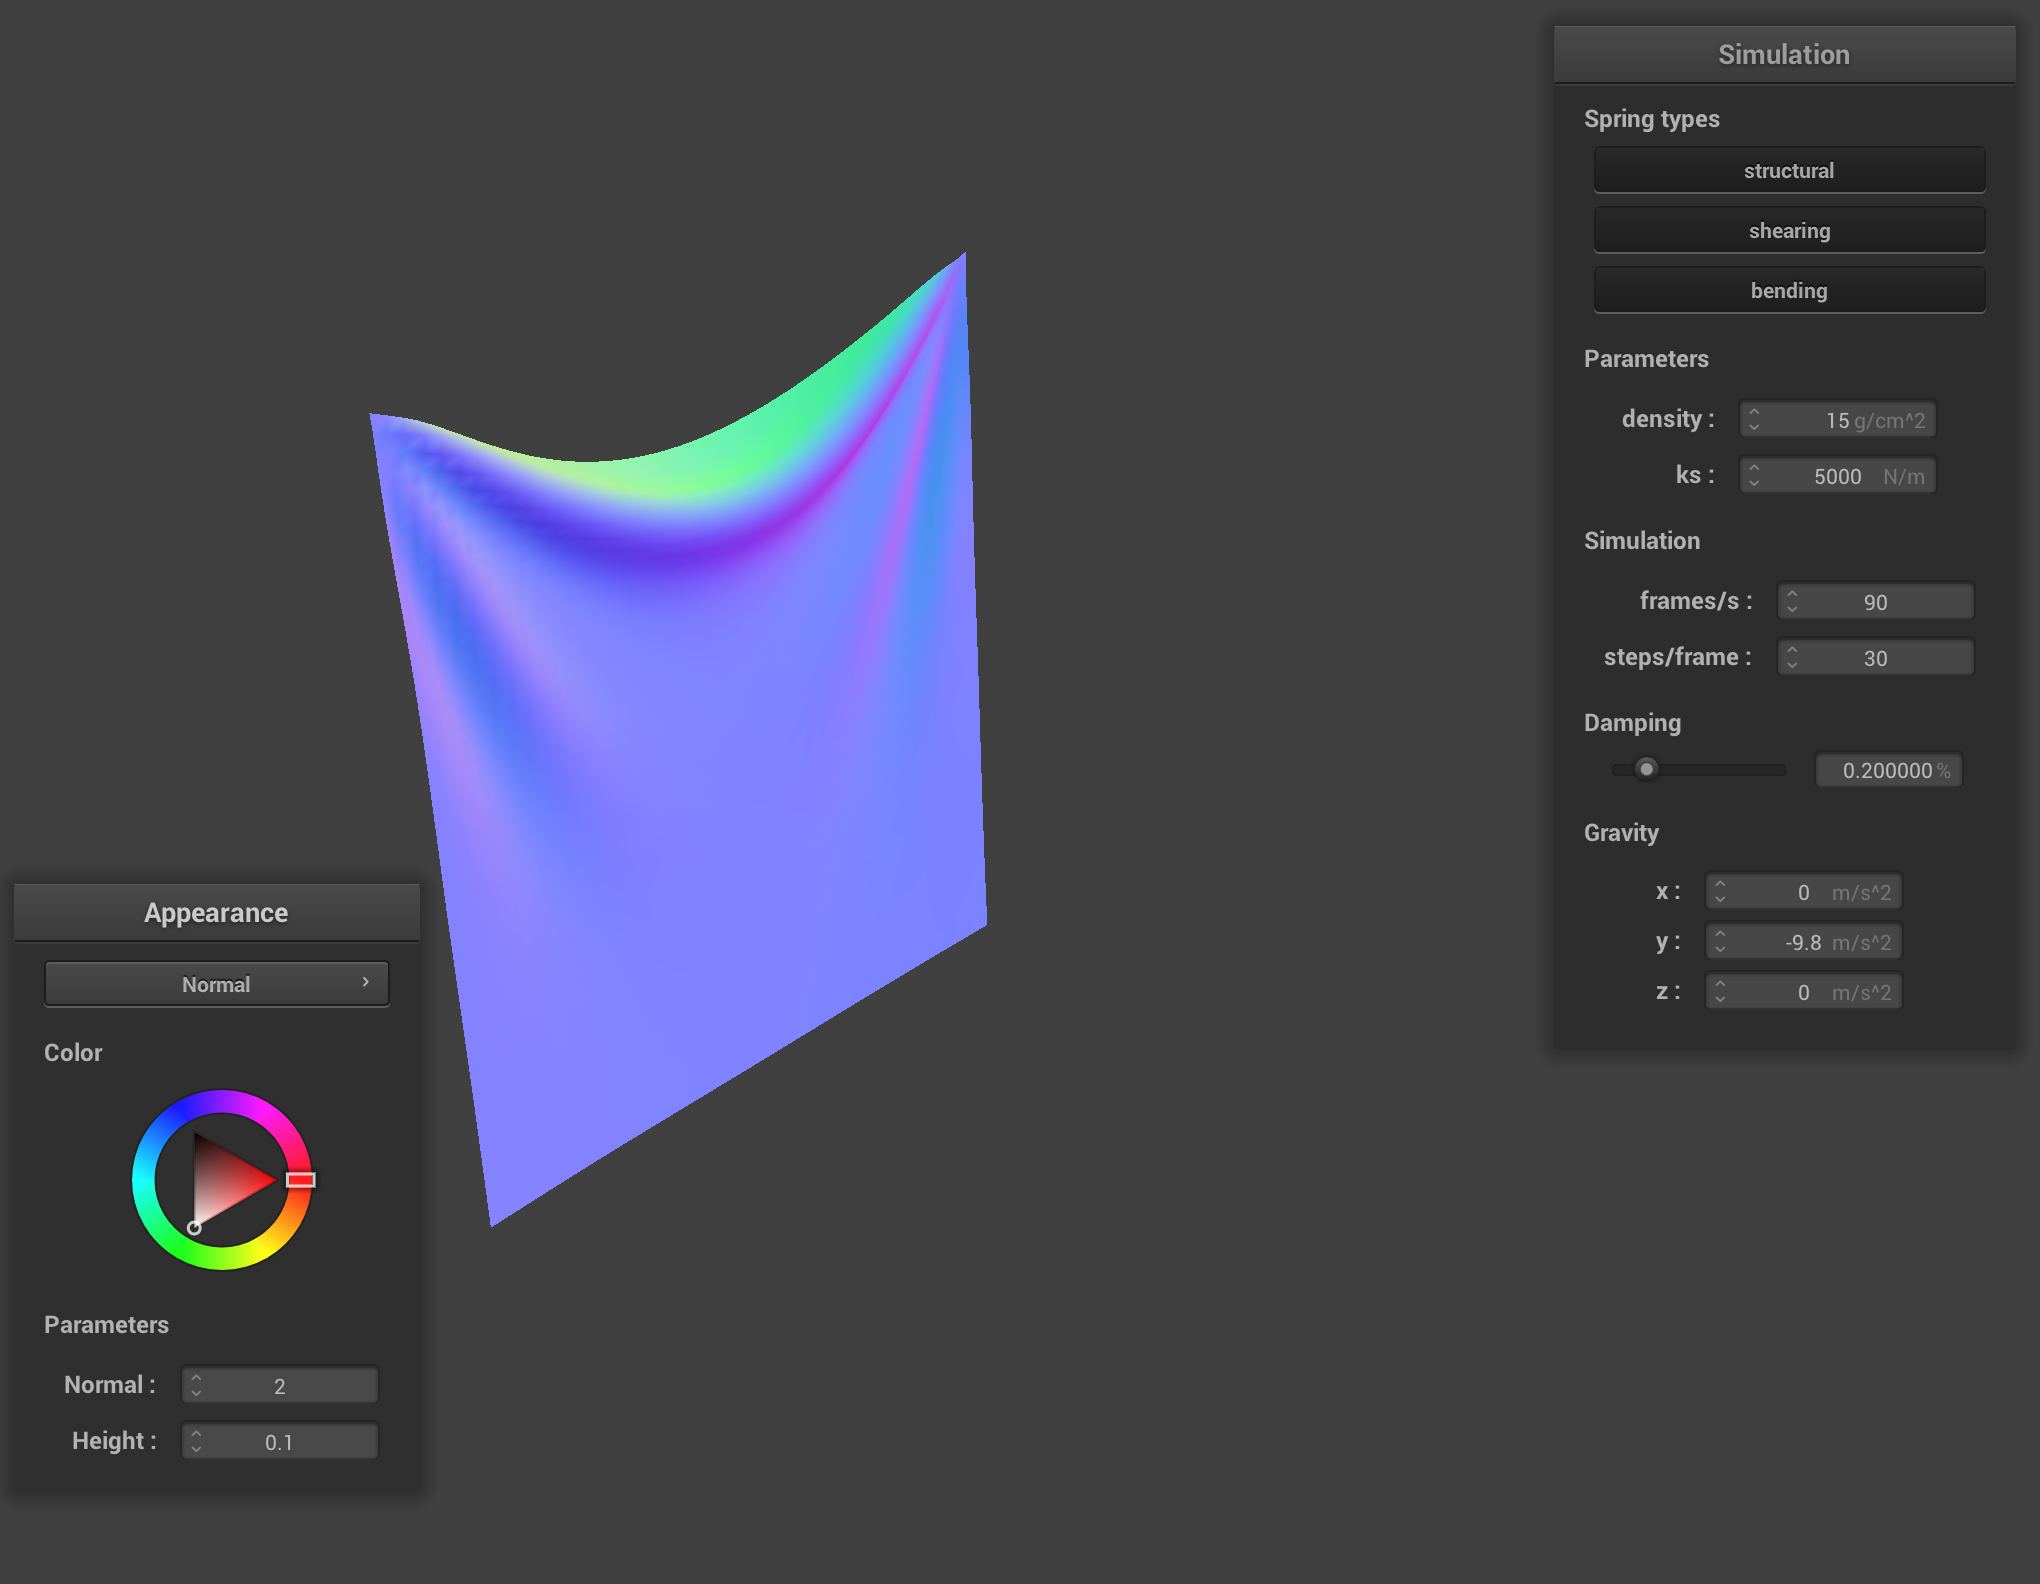 Simulation
Spring types
structural
shearing
bending
Parameters
density : 15 g/cm^2
ks : 5000 N/m
Simulation
frames/s : 90
steps/frame : 30
Damping
0.200000 %
Gravity
x : 0 m/s^2
y : -9.8 m/s^2
z : 0 m/s^2
Appearance
Normal
Color
Parameters
Normal : 2
Height : 0.1